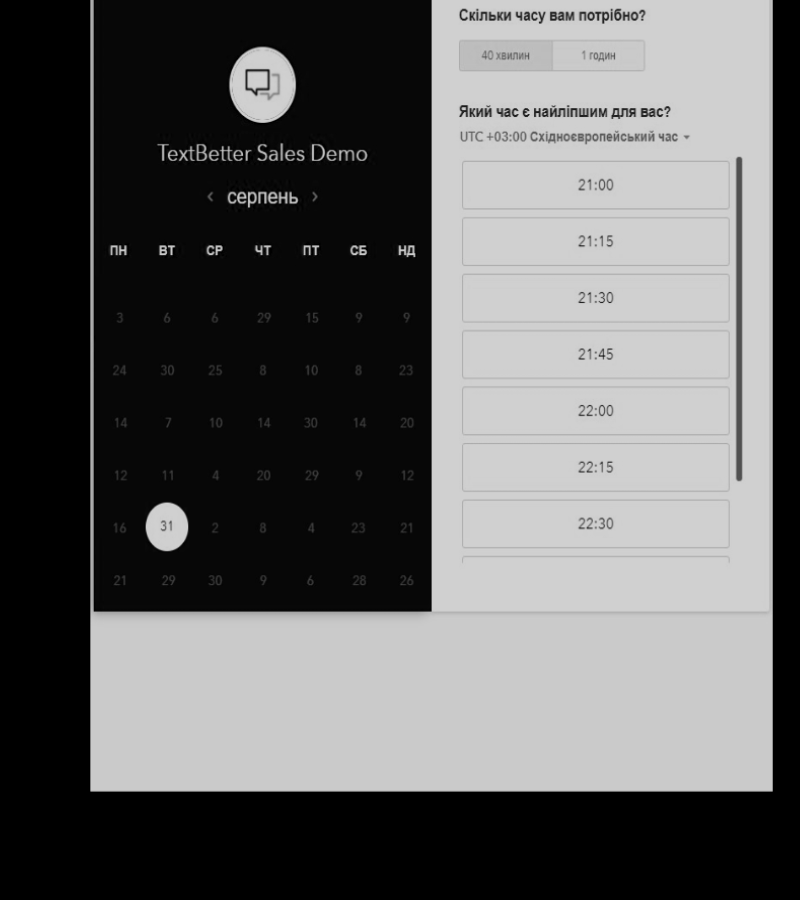 TextBetter Sales Demo
‹ серпень ›
ПН ВТ СР ЧТ ПТ СБ НД
3 6 6 29 15 9 9
24 30 25 8 10 8 23
14 7 10 14 30 14 20
12 11 4 20 29 9 12
16 31 2 8 4 23 21
21 29 30 9 6 28 26
Скільки часу вам потрібно?
40 хвилин 1 годин
Який час є найліпшим для вас?
UTC +03:00 Східноєвропейський час
21:00
21:15
21:30
21:45
22:00
22:15
22:30